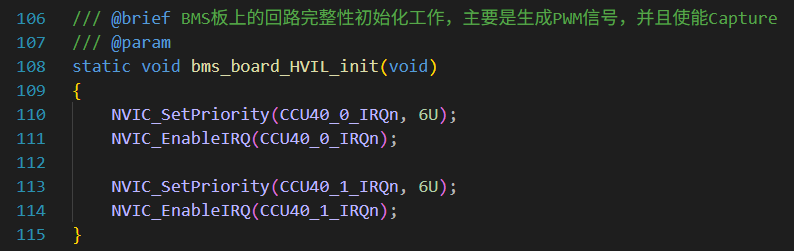 106 /// @brief BMS板上的回路完整性初始化工作，主要是生成PWM信号，并且使能Capture
107 /// @param
108 static void bms_board_HVIL_init(void)
109 {
110     NVIC_SetPriority(CCU40_0_IRQn, 6U);
111     NVIC_EnableIRQ(CCU40_0_IRQn);
112
113     NVIC_SetPriority(CCU40_1_IRQn, 6U);
114     NVIC_EnableIRQ(CCU40_1_IRQn);
115 }